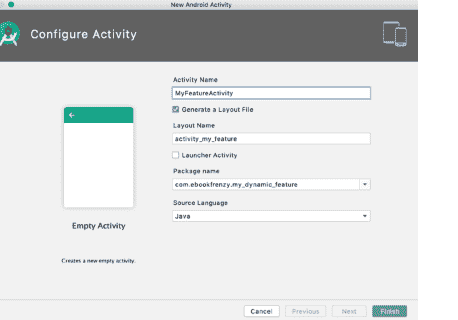 New Android Activity
Configure Activity
Activity Name
MyFeatureActivity
Generate a Layout File
Layout Name
activity_my_feature
Launcher Activity
Package name
com.ebookfrenzy.my_dynamic_feature
Source Language
Java
Empty Activity
Creates a new empty activity.
Cancel
Previous
Next
Finish